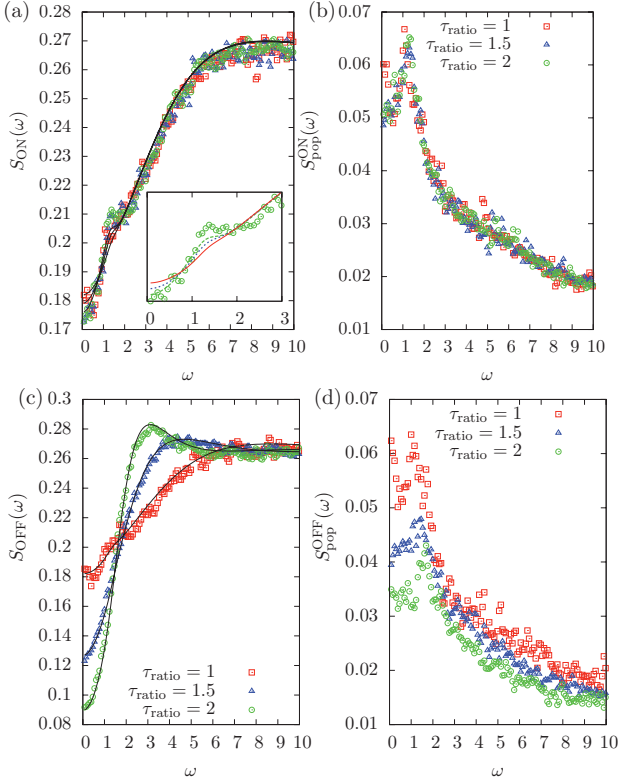 (a)
S_ON(ω)
0.28
0.27
0.26
0.25
0.24
0.23
0.22
0.21
0.2
0.19
0.18
0.17
0 1 2 3
0 1 2 3 4 5 6 7 8 9 10
ω
(b)
S_pop^ON(ω)
τ_ratio = 1
τ_ratio = 1.5
τ_ratio = 2
0.07
0.06
0.05
0.04
0.03
0.02
0.01
0 1 2 3 4 5 6 7 8 9 10
ω
(c)
S_OFF(ω)
0.3
0.28
0.26
0.24
0.22
0.2
0.18
0.16
0.14
0.12
0.1
0.08
τ_ratio = 1
τ_ratio = 1.5
τ_ratio = 2
0 1 2 3 4 5 6 7 8 9 10
ω
(d)
S_pop^OFF(ω)
τ_ratio = 1
τ_ratio = 1.5
τ_ratio = 2
0.07
0.06
0.05
0.04
0.03
0.02
0.01
0 1 2 3 4 5 6 7 8 9 10
ω